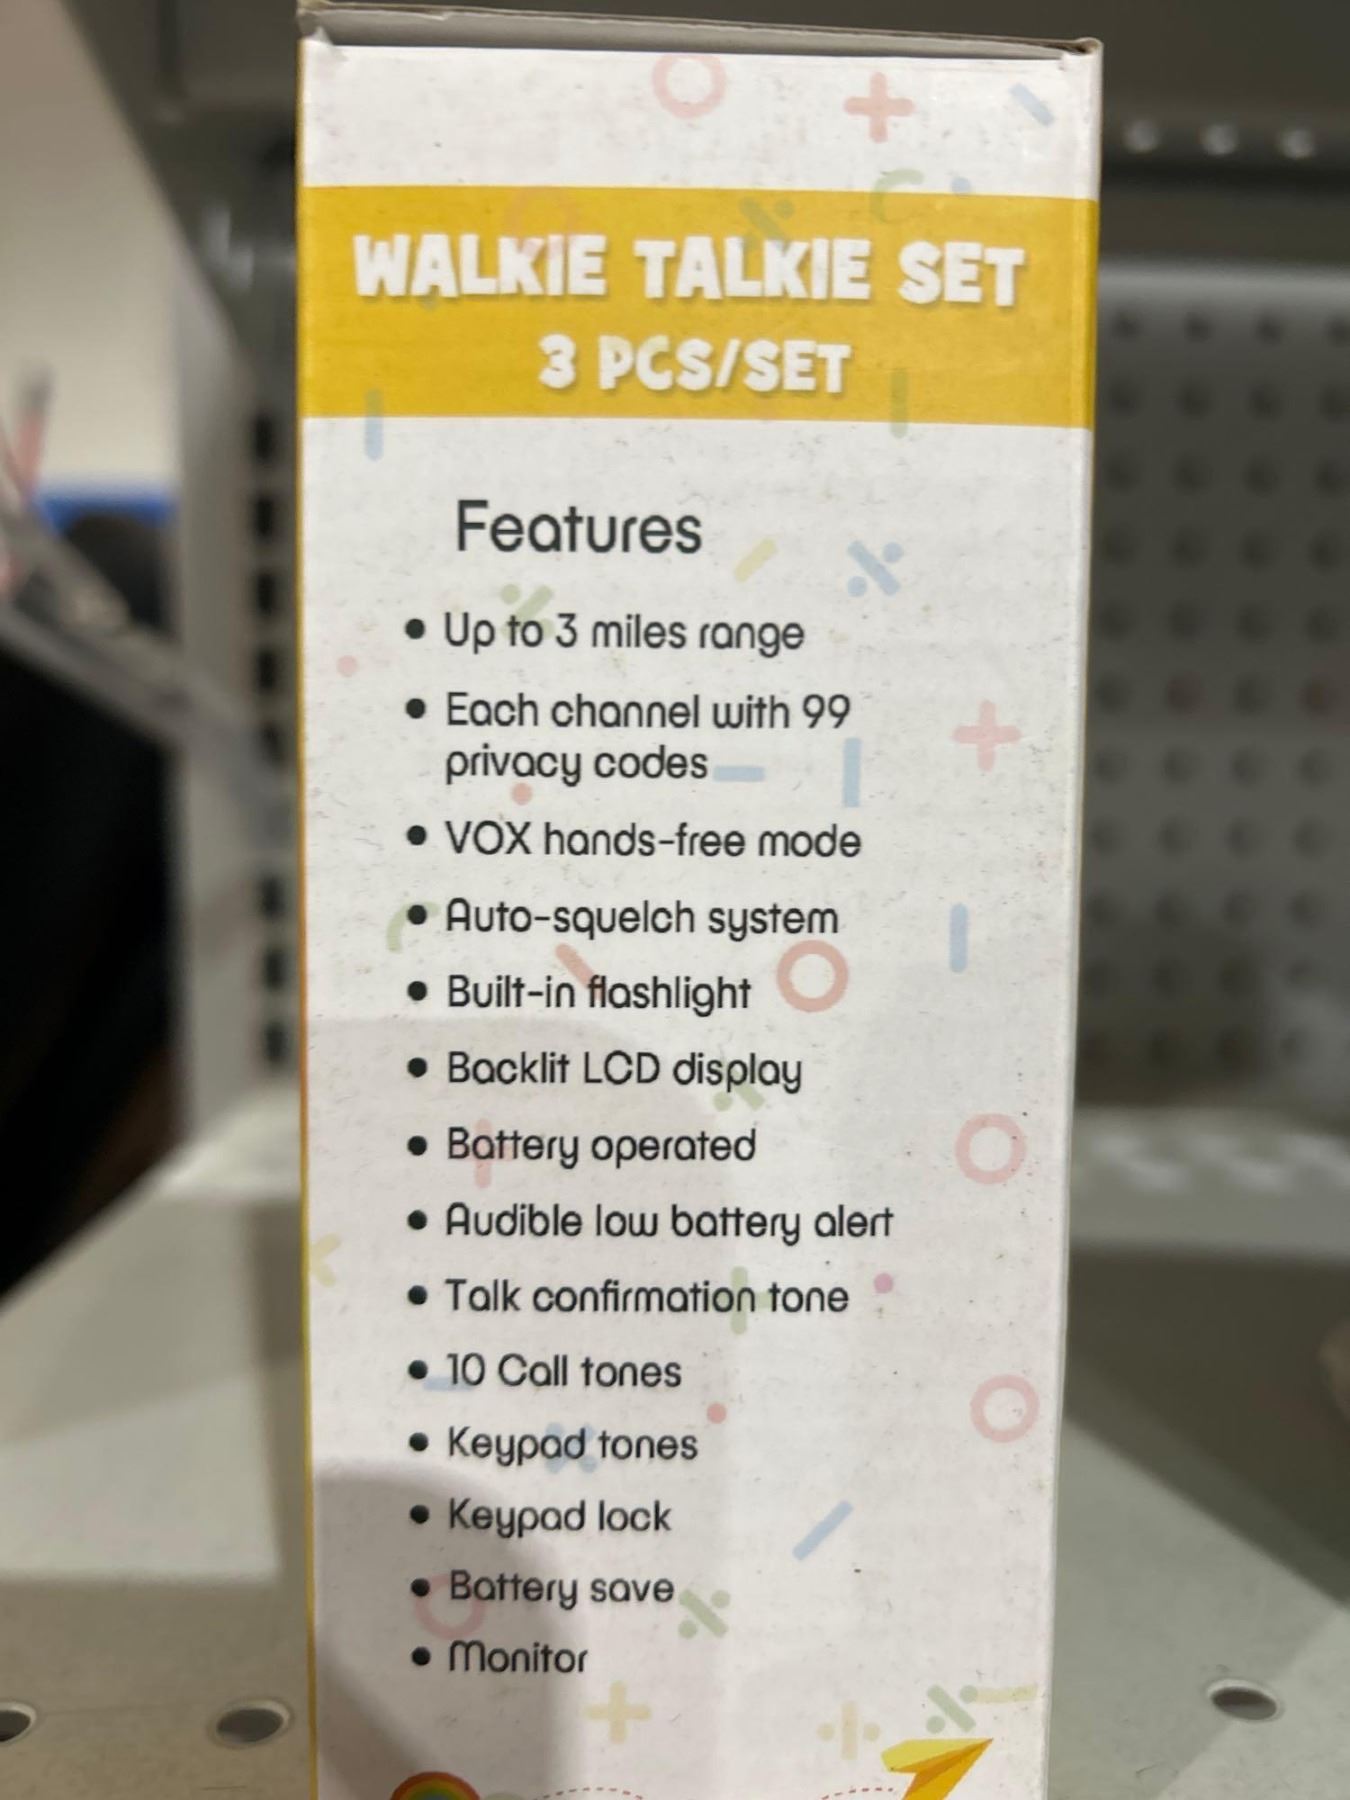 WALKIE TALKIE SET
3 PCS/SET
Features
• Up to 3 miles range
• Each channel with 99
privacy codes
• VOX hands-free mode
• Auto-squelch system
• Built-in flashlight
• Backlit LCD display
• Battery operated
• Audible low battery alert
• Talk confirmation tone
• 10 Call tones
• Keypad tones
• Keypad lock
• Battery save
• Monitor